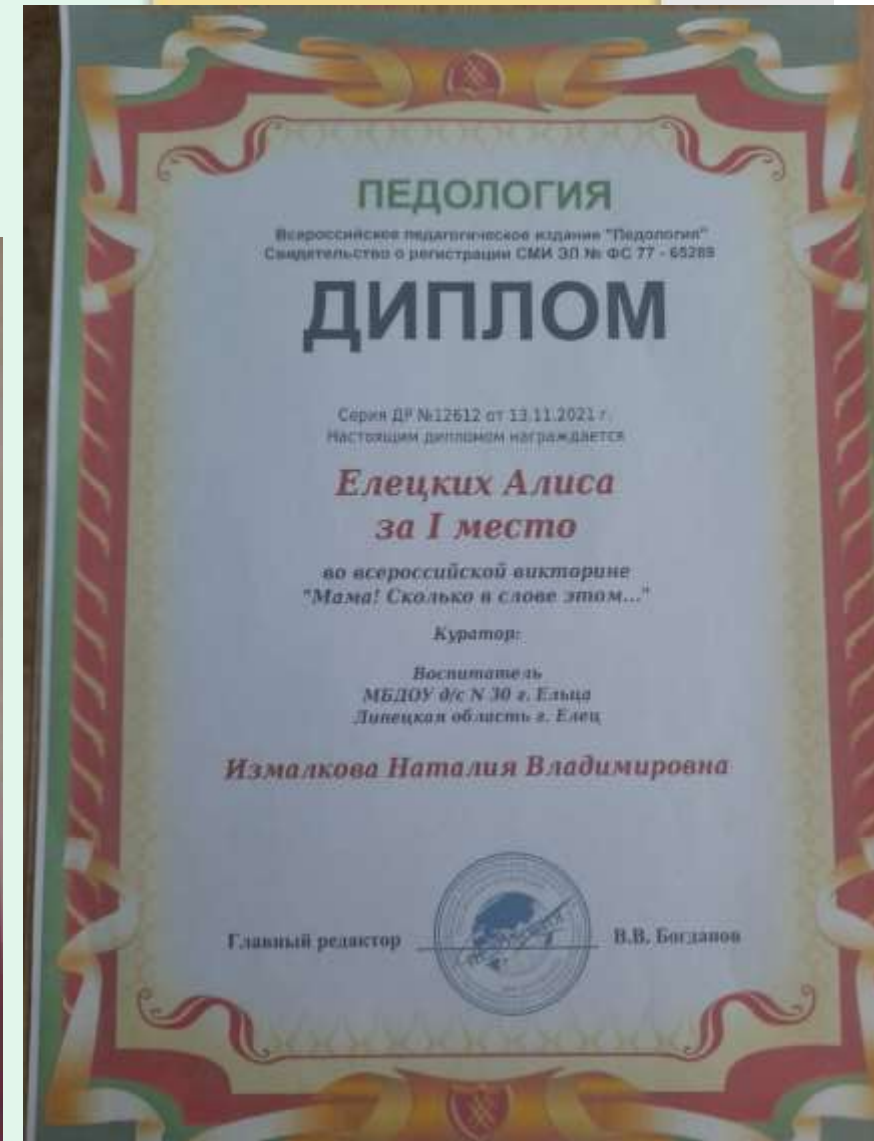 ПЕДОЛОГИЯ
Всероссийское педагогическое издание "Педология"
Свидетельство о регистрации СМИ ЭЛ № ФС 77 - 65289
ДИПЛОМ
Серия ДР №12612 от 13.11.2021 г.
Настоящим дипломом награждается
Елецких Алиса
за I место
во всероссийской викторине
"Мама! Сколько в слове этом..."
Куратор:
Воспитатель
МБДОУ д/с N 30 г. Ельца
Липецкая область г. Елец
Измалкова Наталия Владимировна
Главный редактор
В.В. Богданов